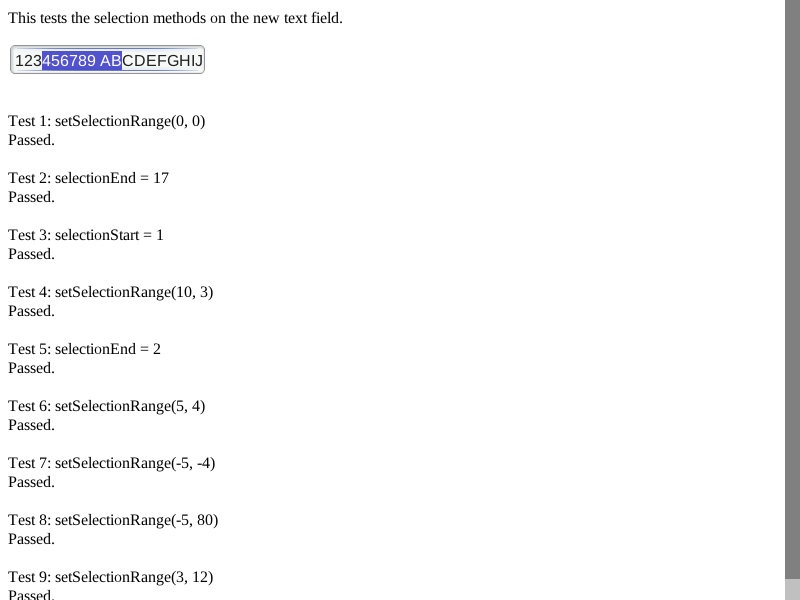 This tests the selection methods on the new text field.
123456789 ABCDEFGHIJ
Test 1: setSelectionRange(0, 0)
Passed.
Test 2: selectionEnd = 17
Passed.
Test 3: selectionStart = 1
Passed.
Test 4: setSelectionRange(10, 3)
Passed.
Test 5: selectionEnd = 2
Passed.
Test 6: setSelectionRange(5, 4)
Passed.
Test 7: setSelectionRange(-5, -4)
Passed.
Test 8: setSelectionRange(-5, 80)
Passed.
Test 9: setSelectionRange(3, 12)
Passed.